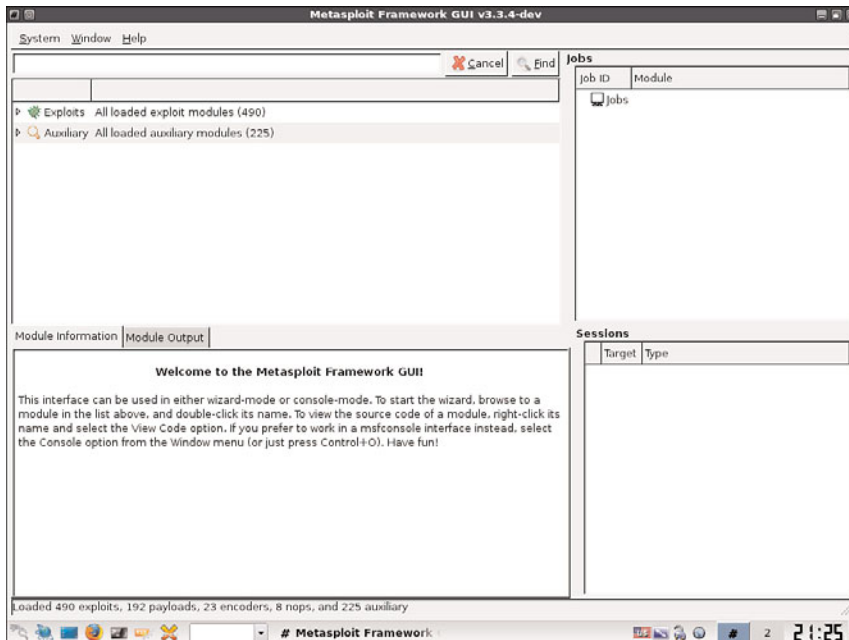 Metasploit Framework GUI v3.3.4-dev
System Window Help
Cancel Find
Exploits All loaded exploit modules (490)
Auxiliary All loaded auxiliary modules (225)
Jobs
Job ID Module
Jobs
Module Information Module Output
Welcome to the Metasploit Framework GUI!
This interface can be used in either wizard-mode or console-mode. To start the wizard, browse to a
module in the list above, and double-click its name. To view the source code of a module, right-click its
name and select the View Code option. If you prefer to work in a msfconsole interface instead, select
the Console option from the Window menu (or just press Control+O). Have fun!
Sessions
Target Type
Loaded 490 exploits, 192 payloads, 23 encoders, 8 nops, and 225 auxiliary
# Metasploit Framework
# 2 21:25